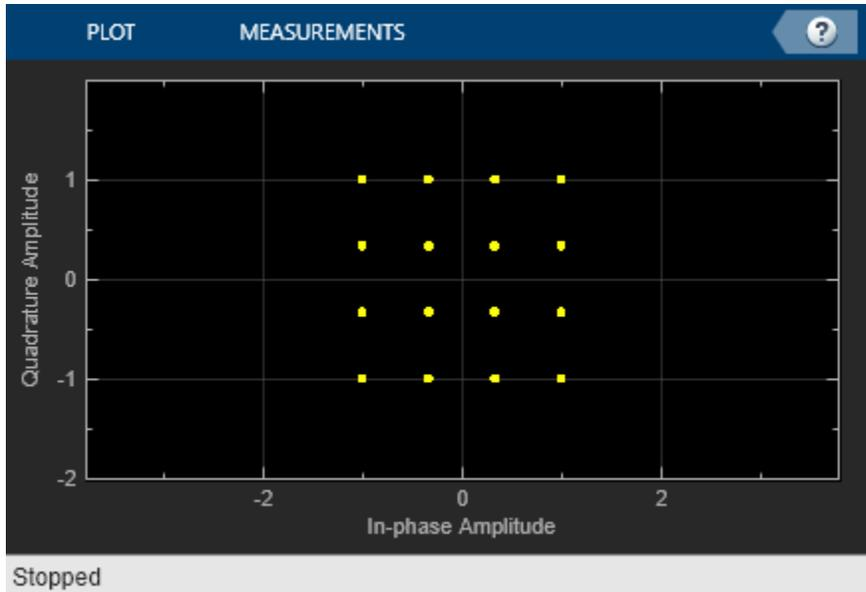 PLOT MEASUREMENTS ?
Quadrature Amplitude
1
0
-1
-2
-2 0 2
In-phase Amplitude
Stopped